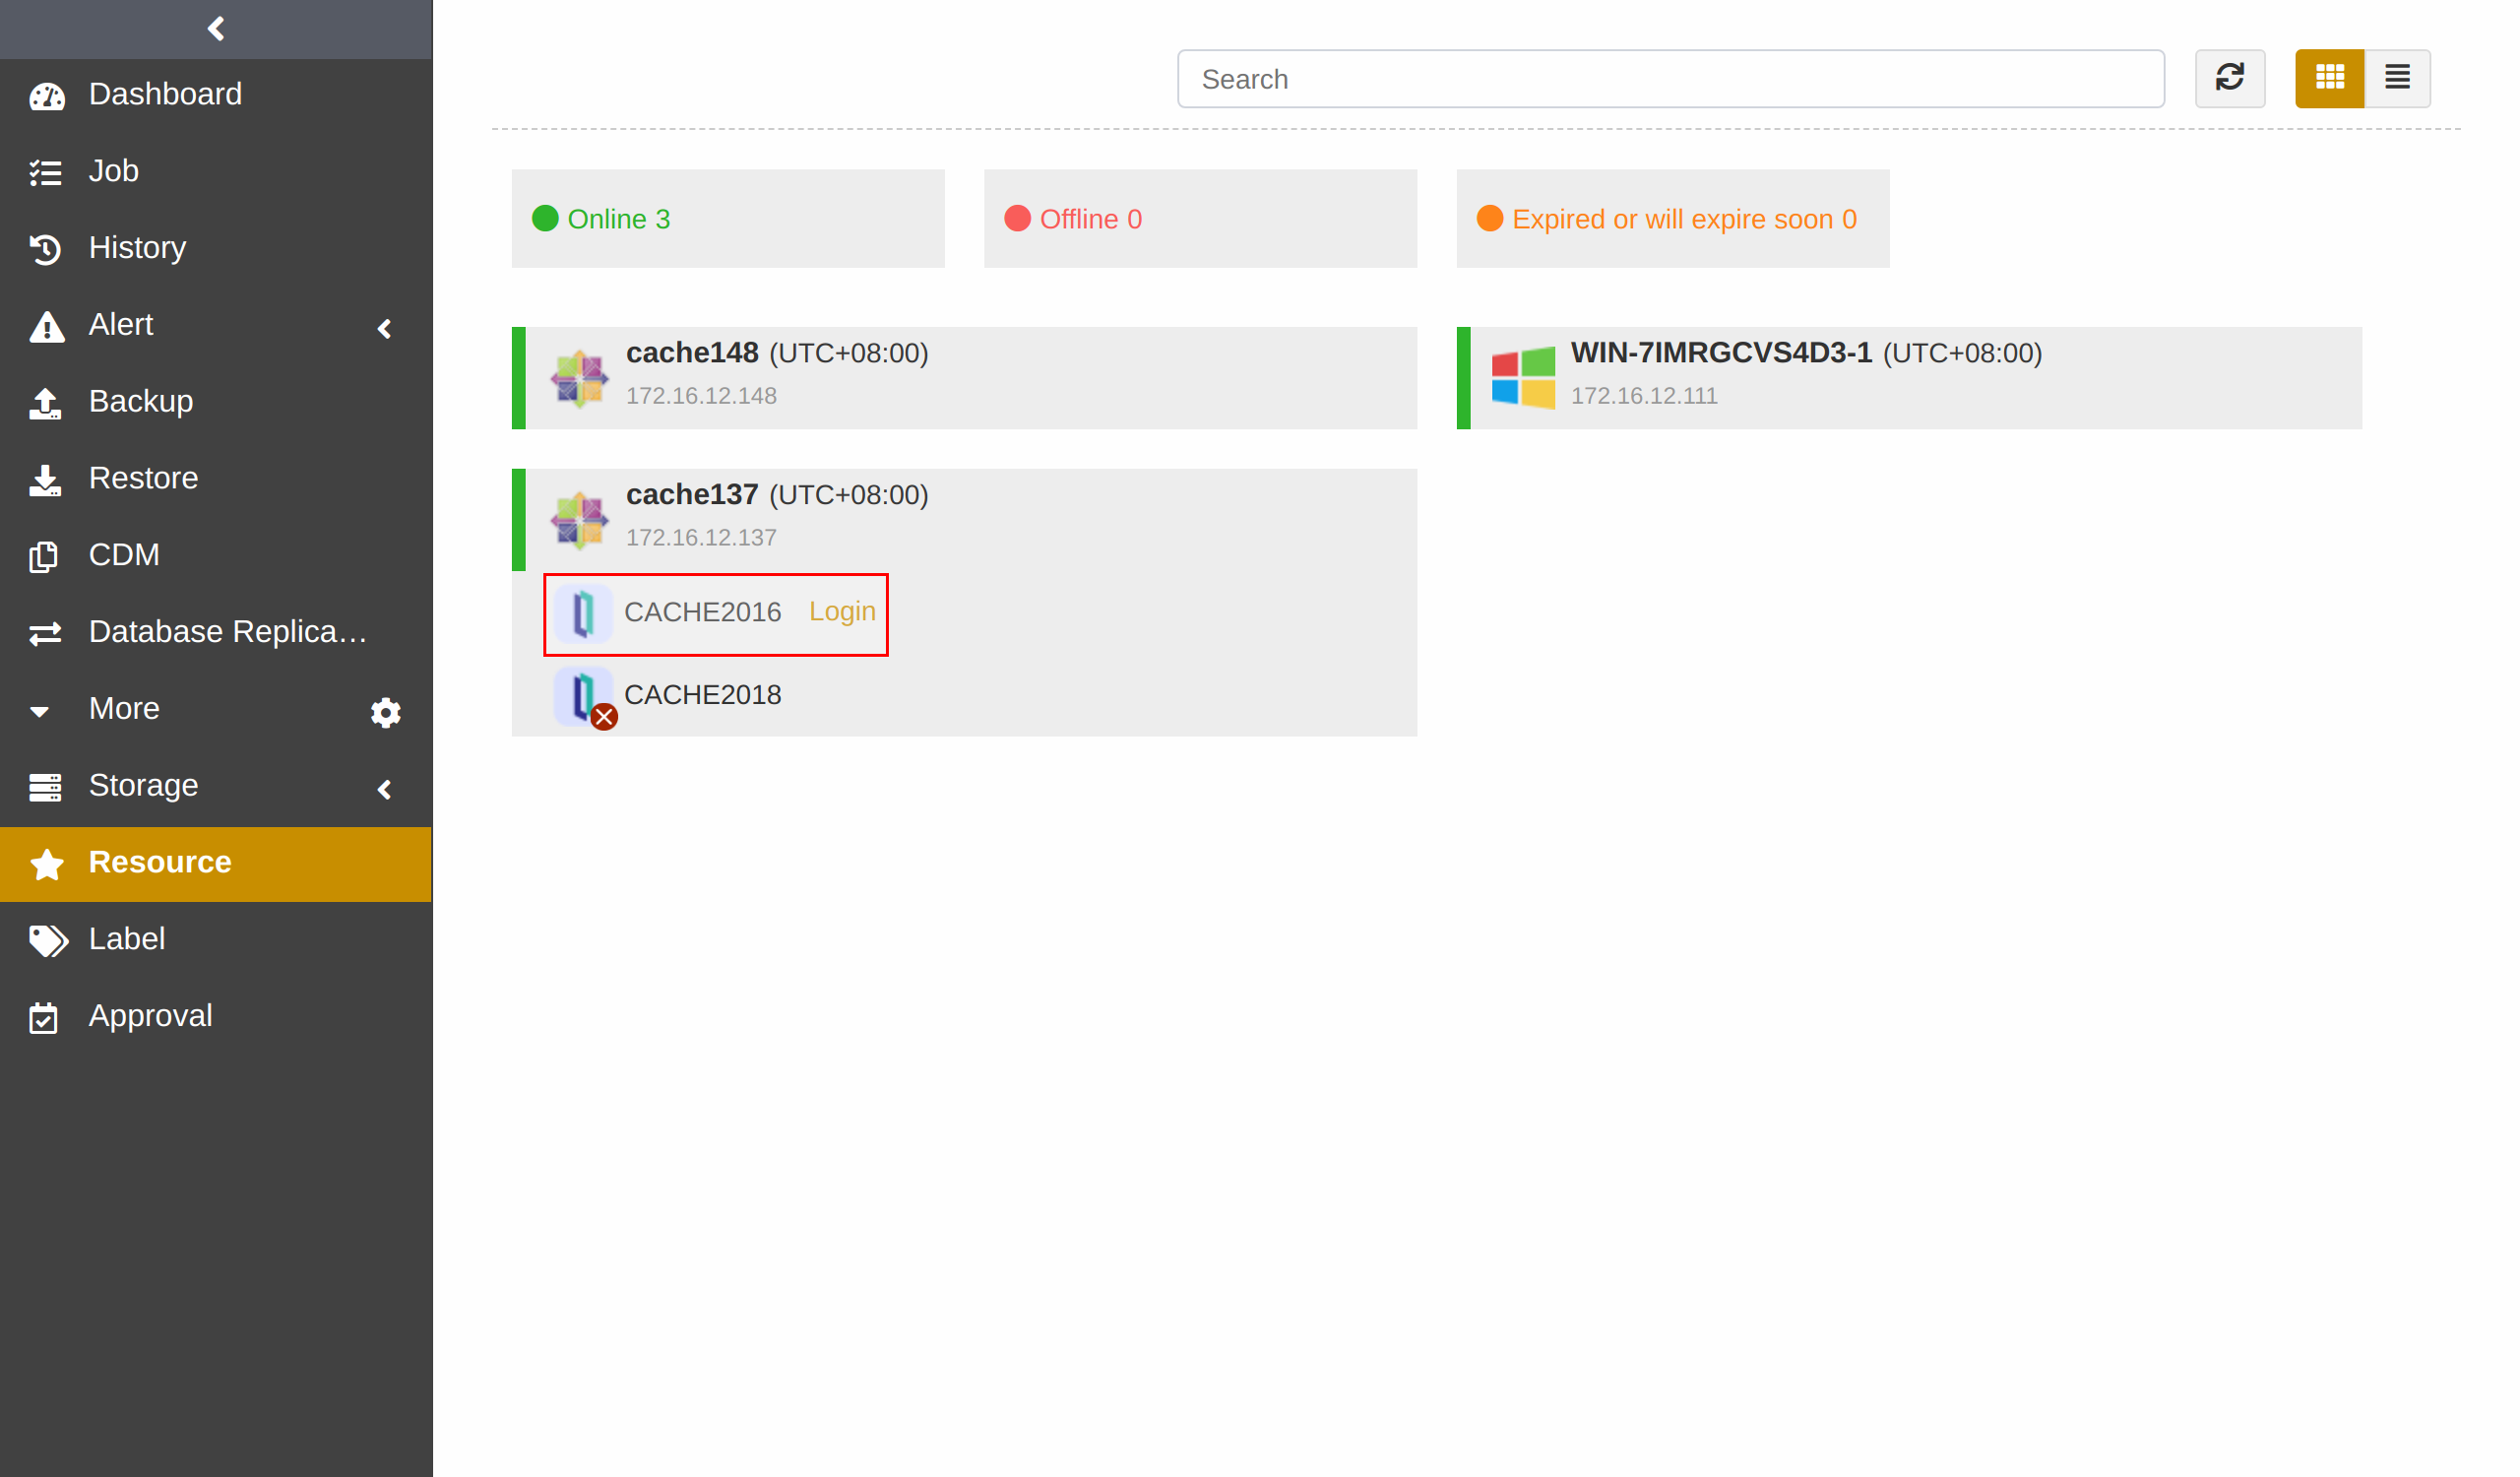 Dashboard
Job
History
Alert
Backup
Restore
CDM
Database Replica…
More
Storage
Resource
Label
Approval
Search
Online 3
Offline 0
Expired or will expire soon 0
cache148 (UTC+08:00)
172.16.12.148
WIN-7IMRGCVS4D3-1 (UTC+08:00)
172.16.12.111
cache137 (UTC+08:00)
172.16.12.137
CACHE2016 Login
CACHE2018